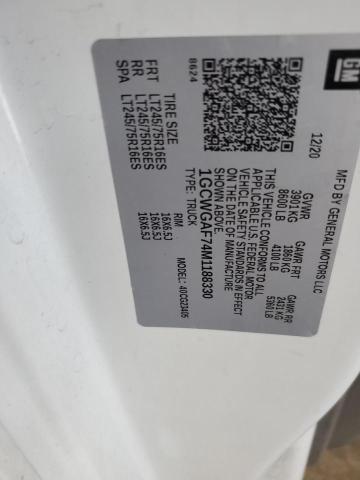 GM
MFD BY GENERAL MOTORS LLC
12/20 GVWR GAWR FRT GAWR RR
3901 KG 1860 KG 2431 KG
8600 LB 4100 LB 5360 LB
THIS VEHICLE CONFORMS TO ALL
APPLICABLE U.S. FEDERAL MOTOR
VEHICLE SAFETY STANDARDS IN EFFECT
ON THE DATE OF MANUFACTURE
SHOWN ABOVE.
1GCWGAF74M1188330
TYPE: TRUCK MODEL: 40CG23405
8624
TIRE SIZE RIM
FRT LT245/75R16ES 16X6.5J
RR LT245/75R16ES 16X6.5J
SPA LT245/75R16ES 16X6.5J